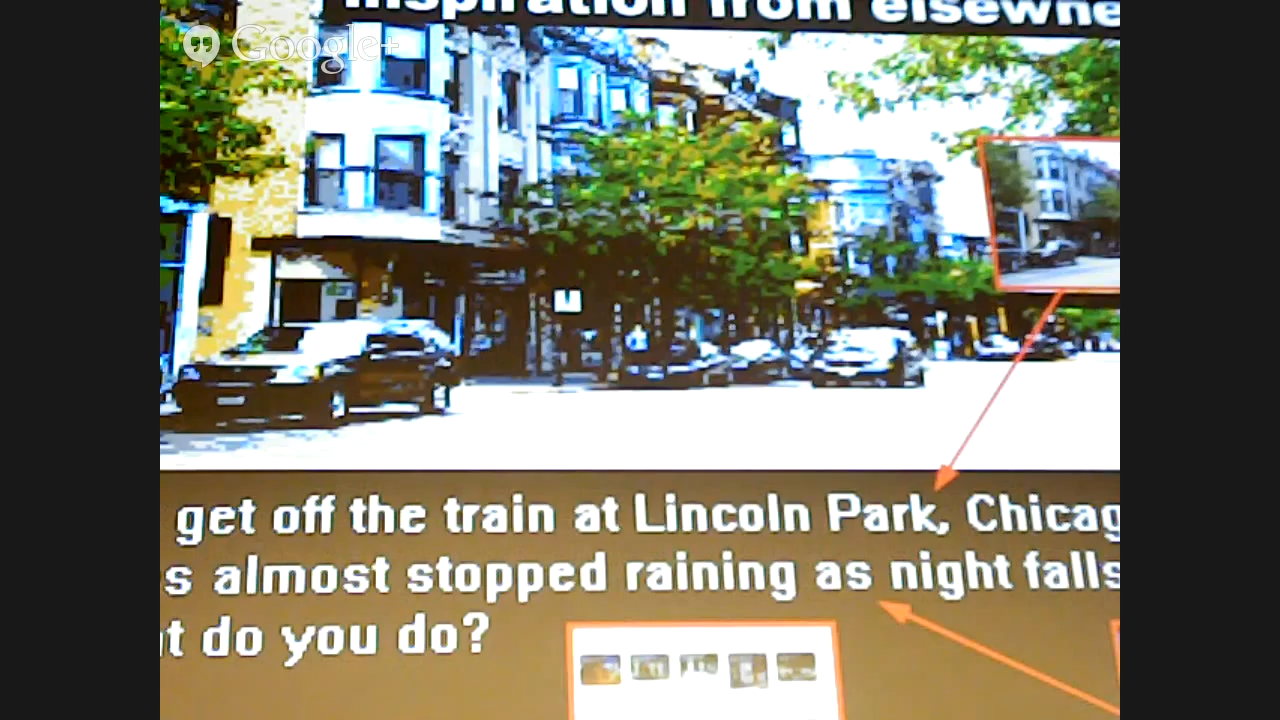 inspiration from elsewhe
Google+
get off the train at Lincoln Park, Chicag
s almost stopped raining as night falls
t do you do?